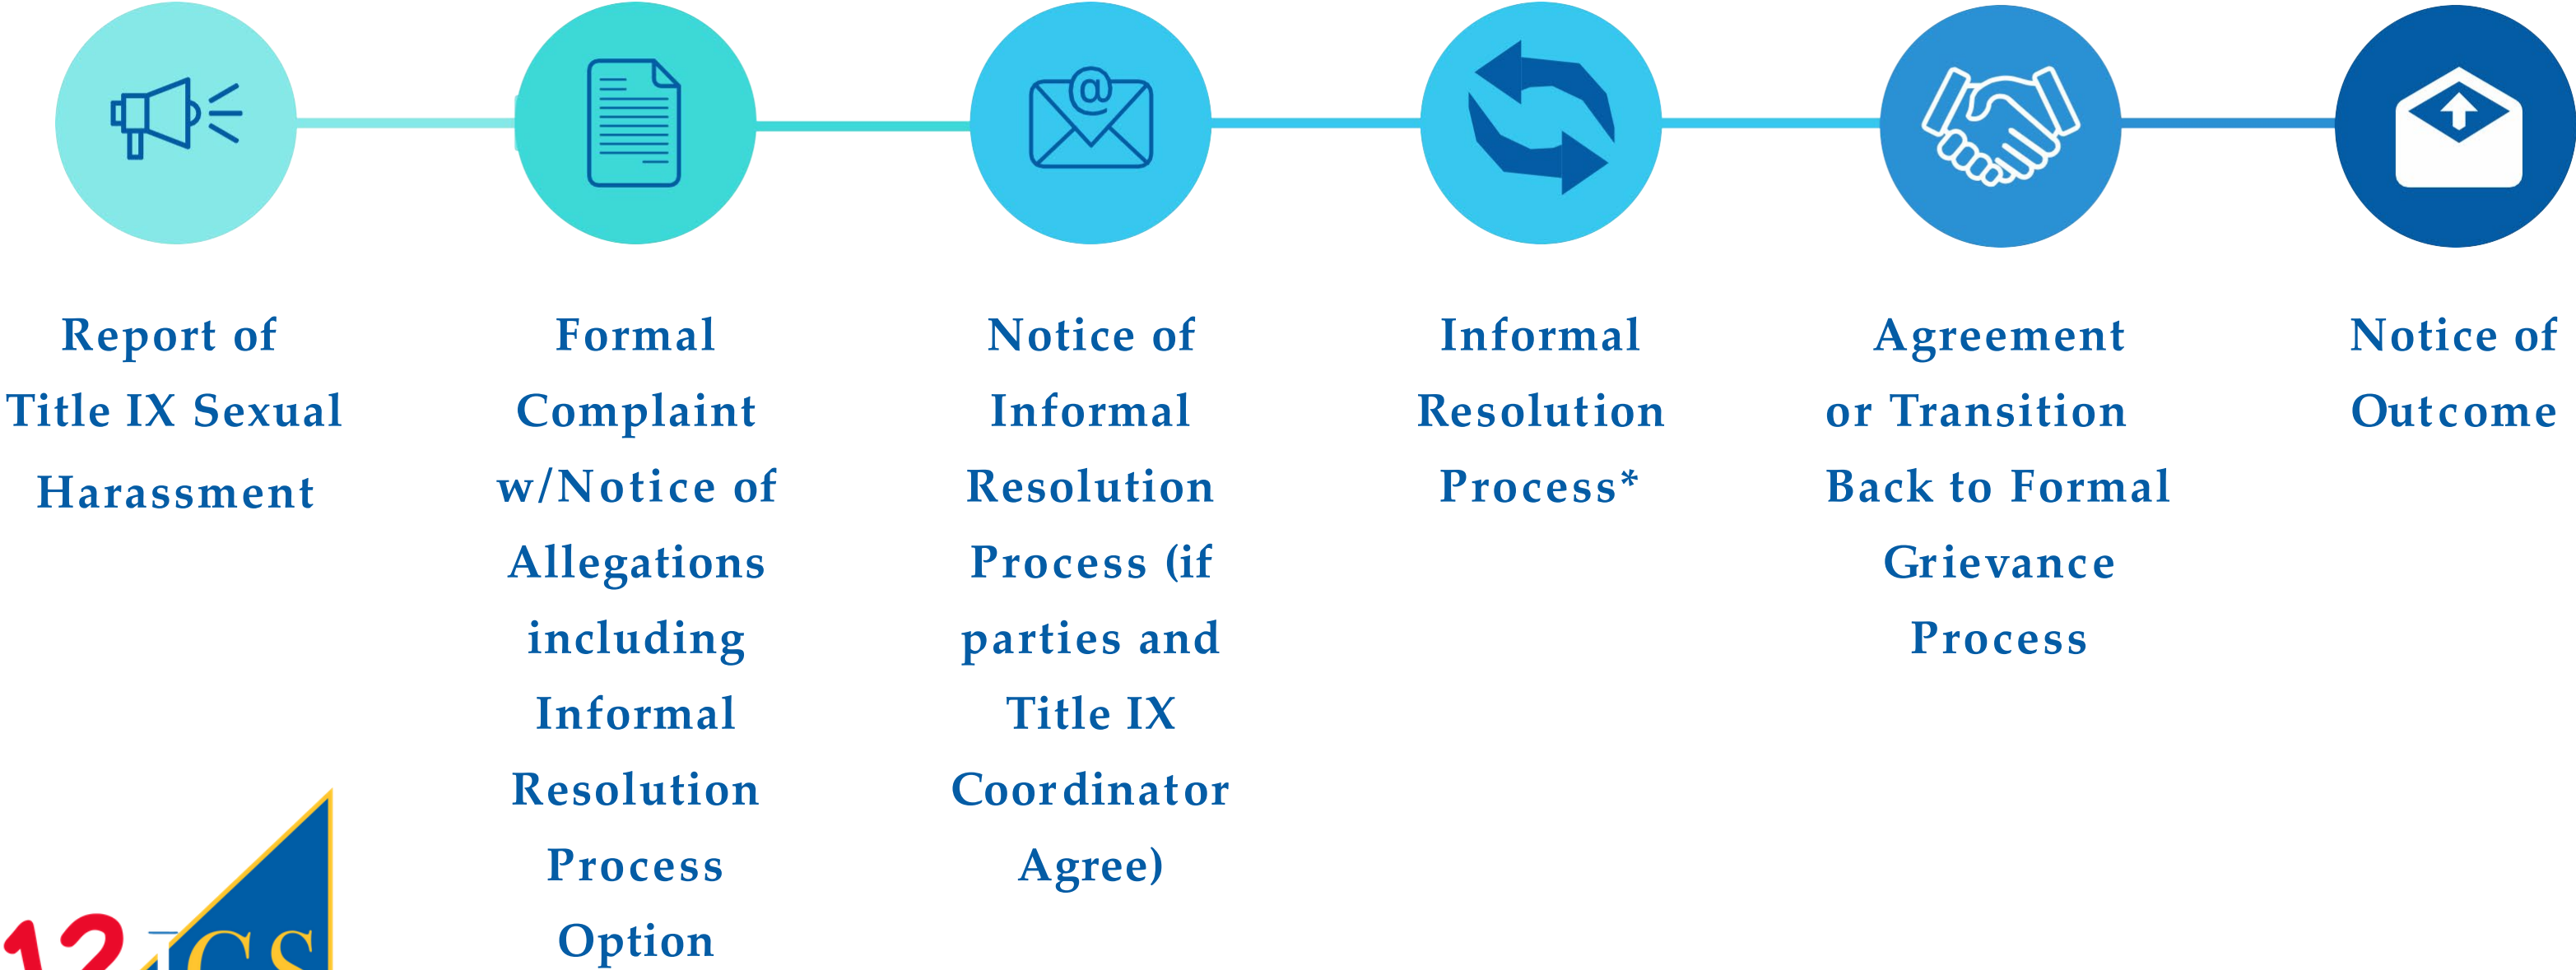 @
Report of
Title IX Sexual
Harassment
Formal
Complaint
w/Notice of
Allegations
including
Informal
Resolution
Process
Option
Notice of
Informal
Resolution
Process (if
parties and
Title IX
Coordinator
Agree)
Informal
Resolution
Process*
Agreement
or Transition
Back to Formal
Grievance
Process
Notice of
Outcome
12
CS